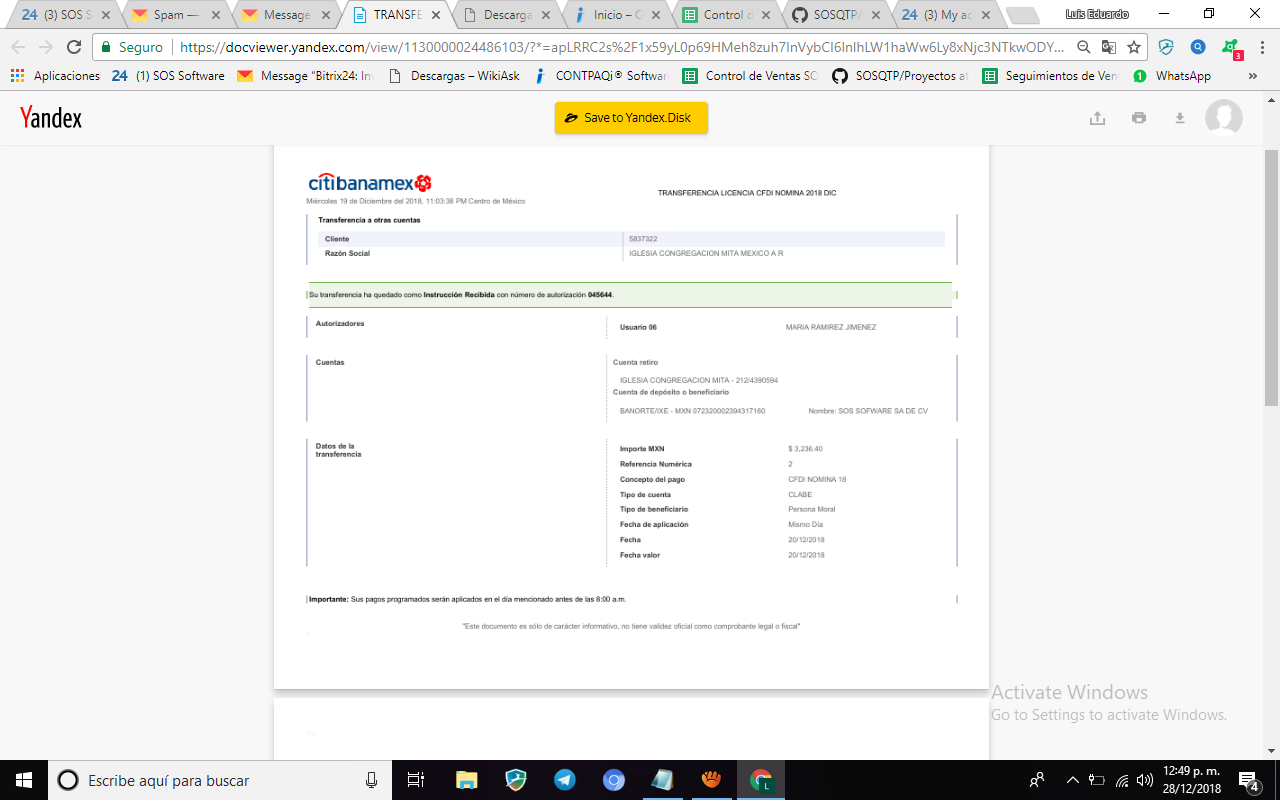 24 (3) SOS S
Spam —
Message
TRANSFE
Descarga
Inicio – C
Control d
SOSQTP/
24 (3) My ac
Luis Eduardo
Seguro
https://docviewer.yandex.com/view/1130000024486103/?*=apLRRC2s%2F1x59yL0p69HMeh8zuh7InVybCI6InlhLW1haWw6Ly8xNjc3NTkwODY...
3
Aplicaciones
24 (1) SOS Software
Message "Bitrix24: In
Descargas – WikiAsk
CONTPAQi® Softwar
Control de Ventas SO
SOSQTP/Proyectos at
Seguimientos de Ven
1 WhatsApp
»
Yandex
Save to Yandex.Disk
citibanamex
TRANSFERENCIA LICENCIA CFDI NOMINA 2018 DIC
Miércoles 19 de Diciembre del 2018, 11:03:38 PM Centro de México
Transferencia a otras cuentas
Cliente 5837322
Razón Social IGLESIA CONGREGACION MITA MEXICO A R
Su transferencia ha quedado como Instrucción Recibida con número de autorización 045644.
Autorizadores Usuario 06 MARIA RAMIREZ JIMENEZ
Cuentas Cuenta retiro
IGLESIA CONGREGACION MITA - 212/4390594
Cuenta de depósito o beneficiario
BANORTE/IXE - MXN 072320002394317160 Nombre: SOS SOFWARE SA DE CV
Datos de la
transferencia
Importe MXN $ 3,236.40
Referencia Numérica 2
Concepto del pago CFDI NOMINA 18
Tipo de cuenta CLABE
Tipo de beneficiario Persona Moral
Fecha de aplicación Mismo Día
Fecha 20/12/2018
Fecha valor 20/12/2018
Importante: Sus pagos programados serán aplicados en el día mencionado antes de las 8:00 a.m.
"Este documento es sólo de carácter informativo, no tiene validez oficial como comprobante legal o fiscal"
Activate Windows
Go to Settings to activate Windows.
Escribe aquí para buscar
L
12:49 p. m.
28/12/2018
4